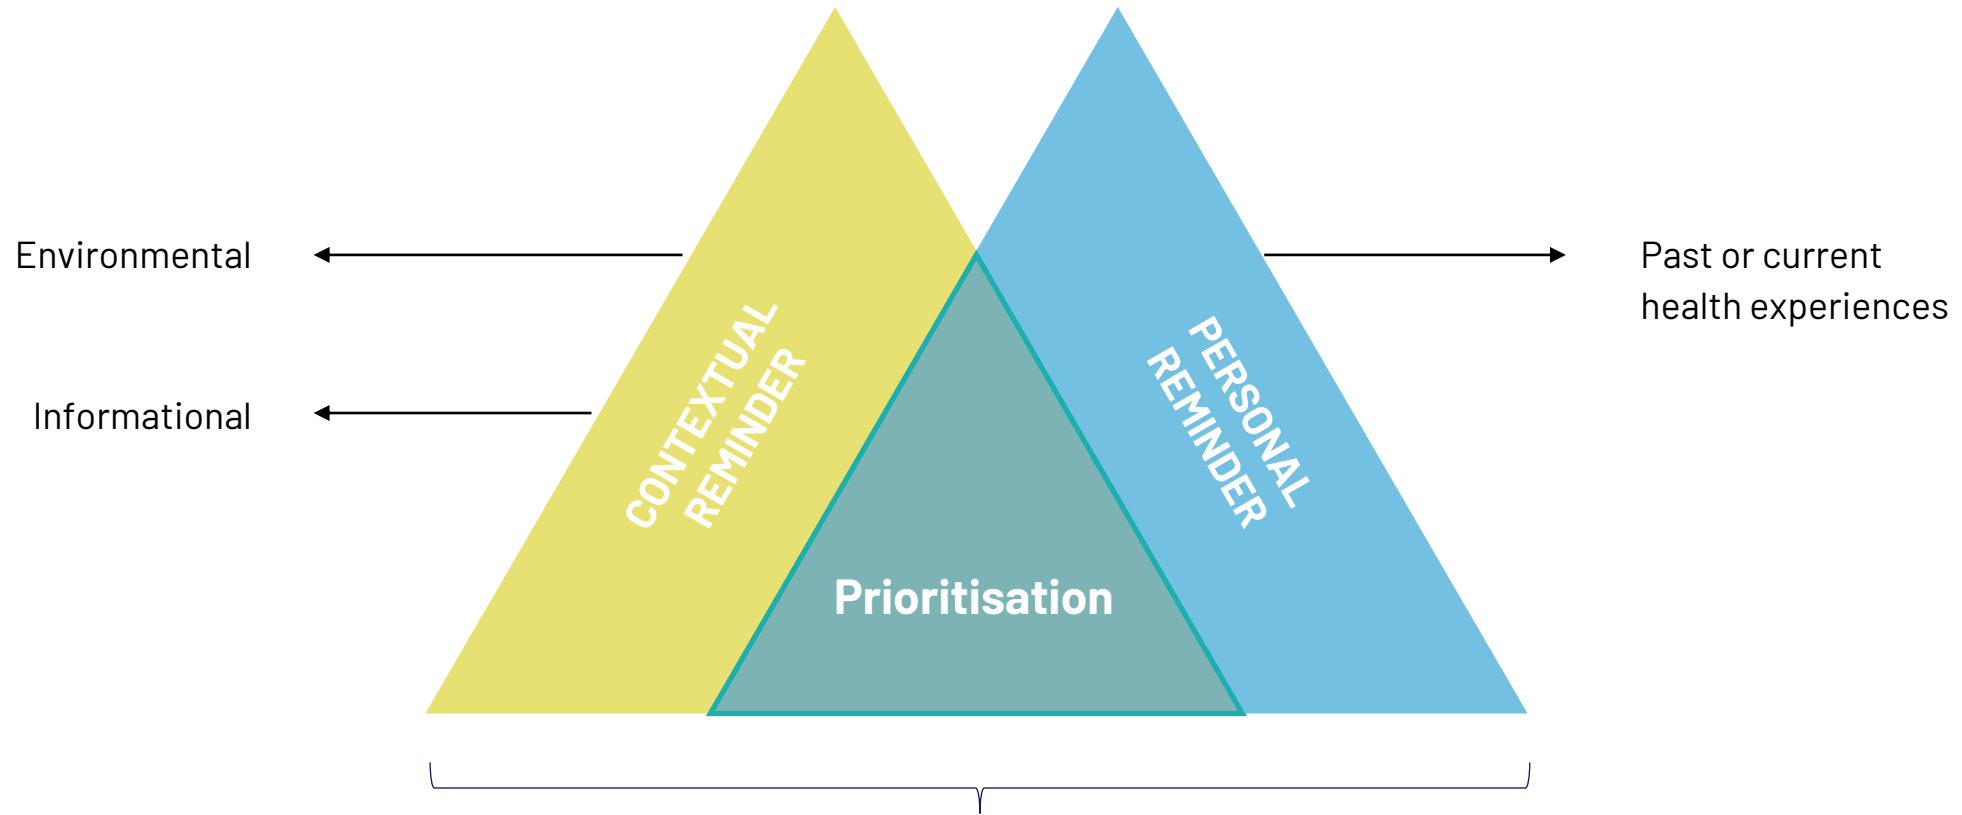 Environmental
Informational
CONTEXTUAL
REMINDER
Prioritisation
PERSONAL
REMINDER
Past or current
health experiences